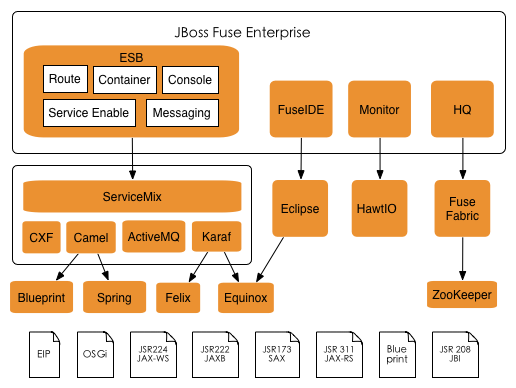 JBoss Fuse Enterprise
ESB
Route
Container
Console
Service Enable
Messaging
FuseIDE
Monitor
HQ
ServiceMix
CXF
Camel
ActiveMQ
Karaf
Eclipse
HawtIO
Fuse
Fabric
Blueprint
Spring
Felix
Equinox
ZooKeeper
EIP
OSGi
JSR224
JAX-WS
JSR222
JAXB
JSR173
SAX
JSR 311
JAX-RS
Blue
print
JSR 208
JBI